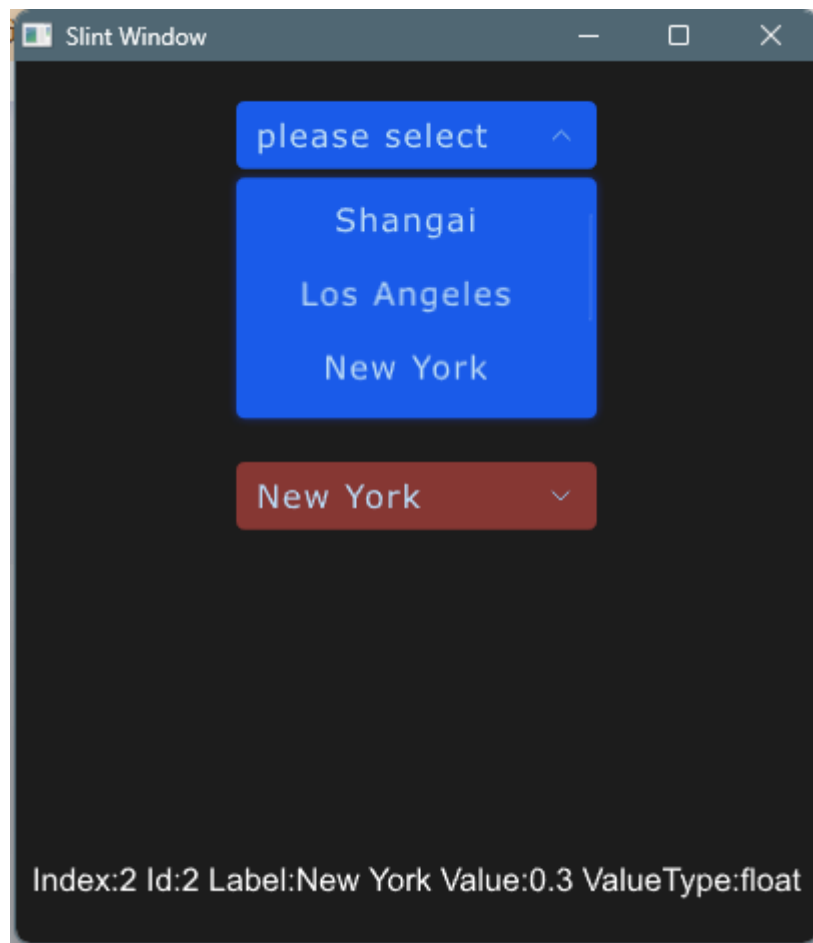 Slint Window
please select
Shangai
Los Angeles
New York
New York
Index:2 Id:2 Label:New York Value:0.3 ValueType:float